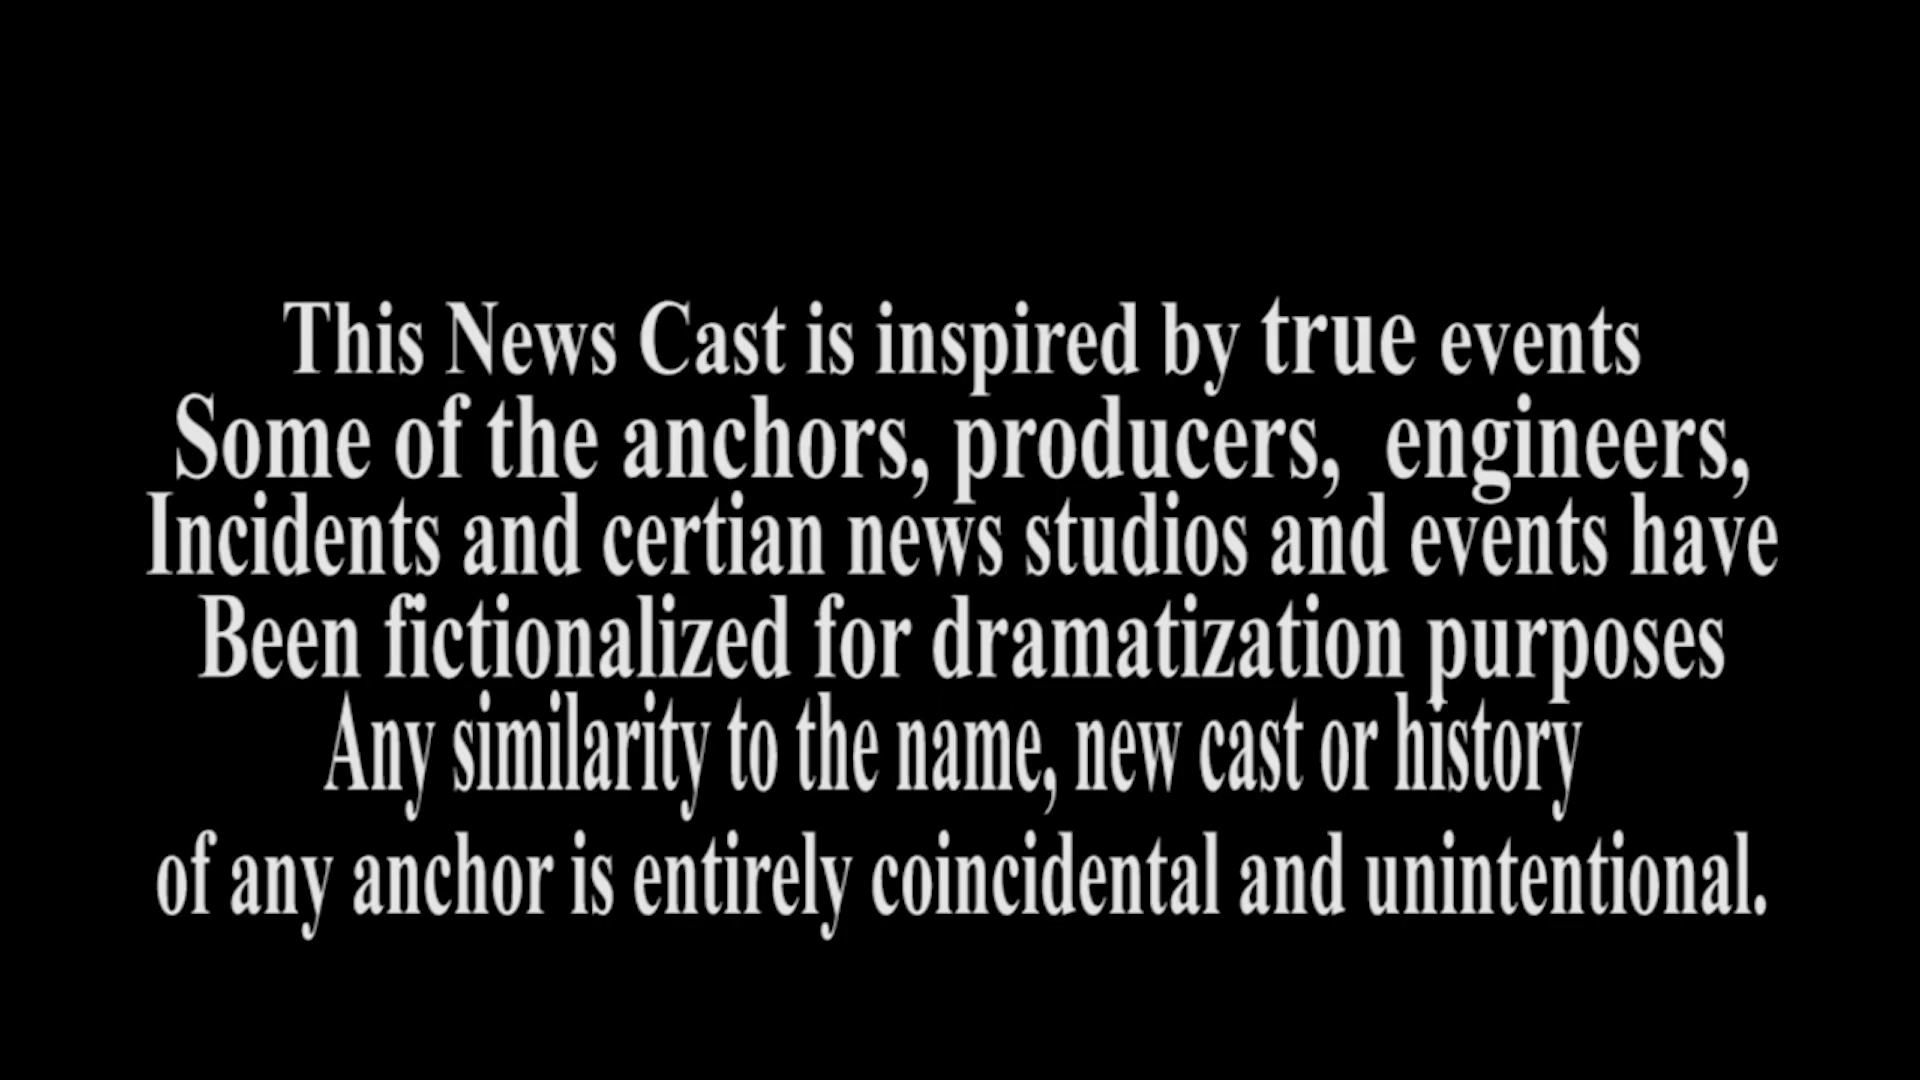 This News Cast is inspired by true events
Some of the anchors, producers, engineers,
Incidents and certian news studios and events have
Been fictionalized for dramatization purposes
Any similarity to the name, new cast or history
of any anchor is entirely coincidental and unintentional.